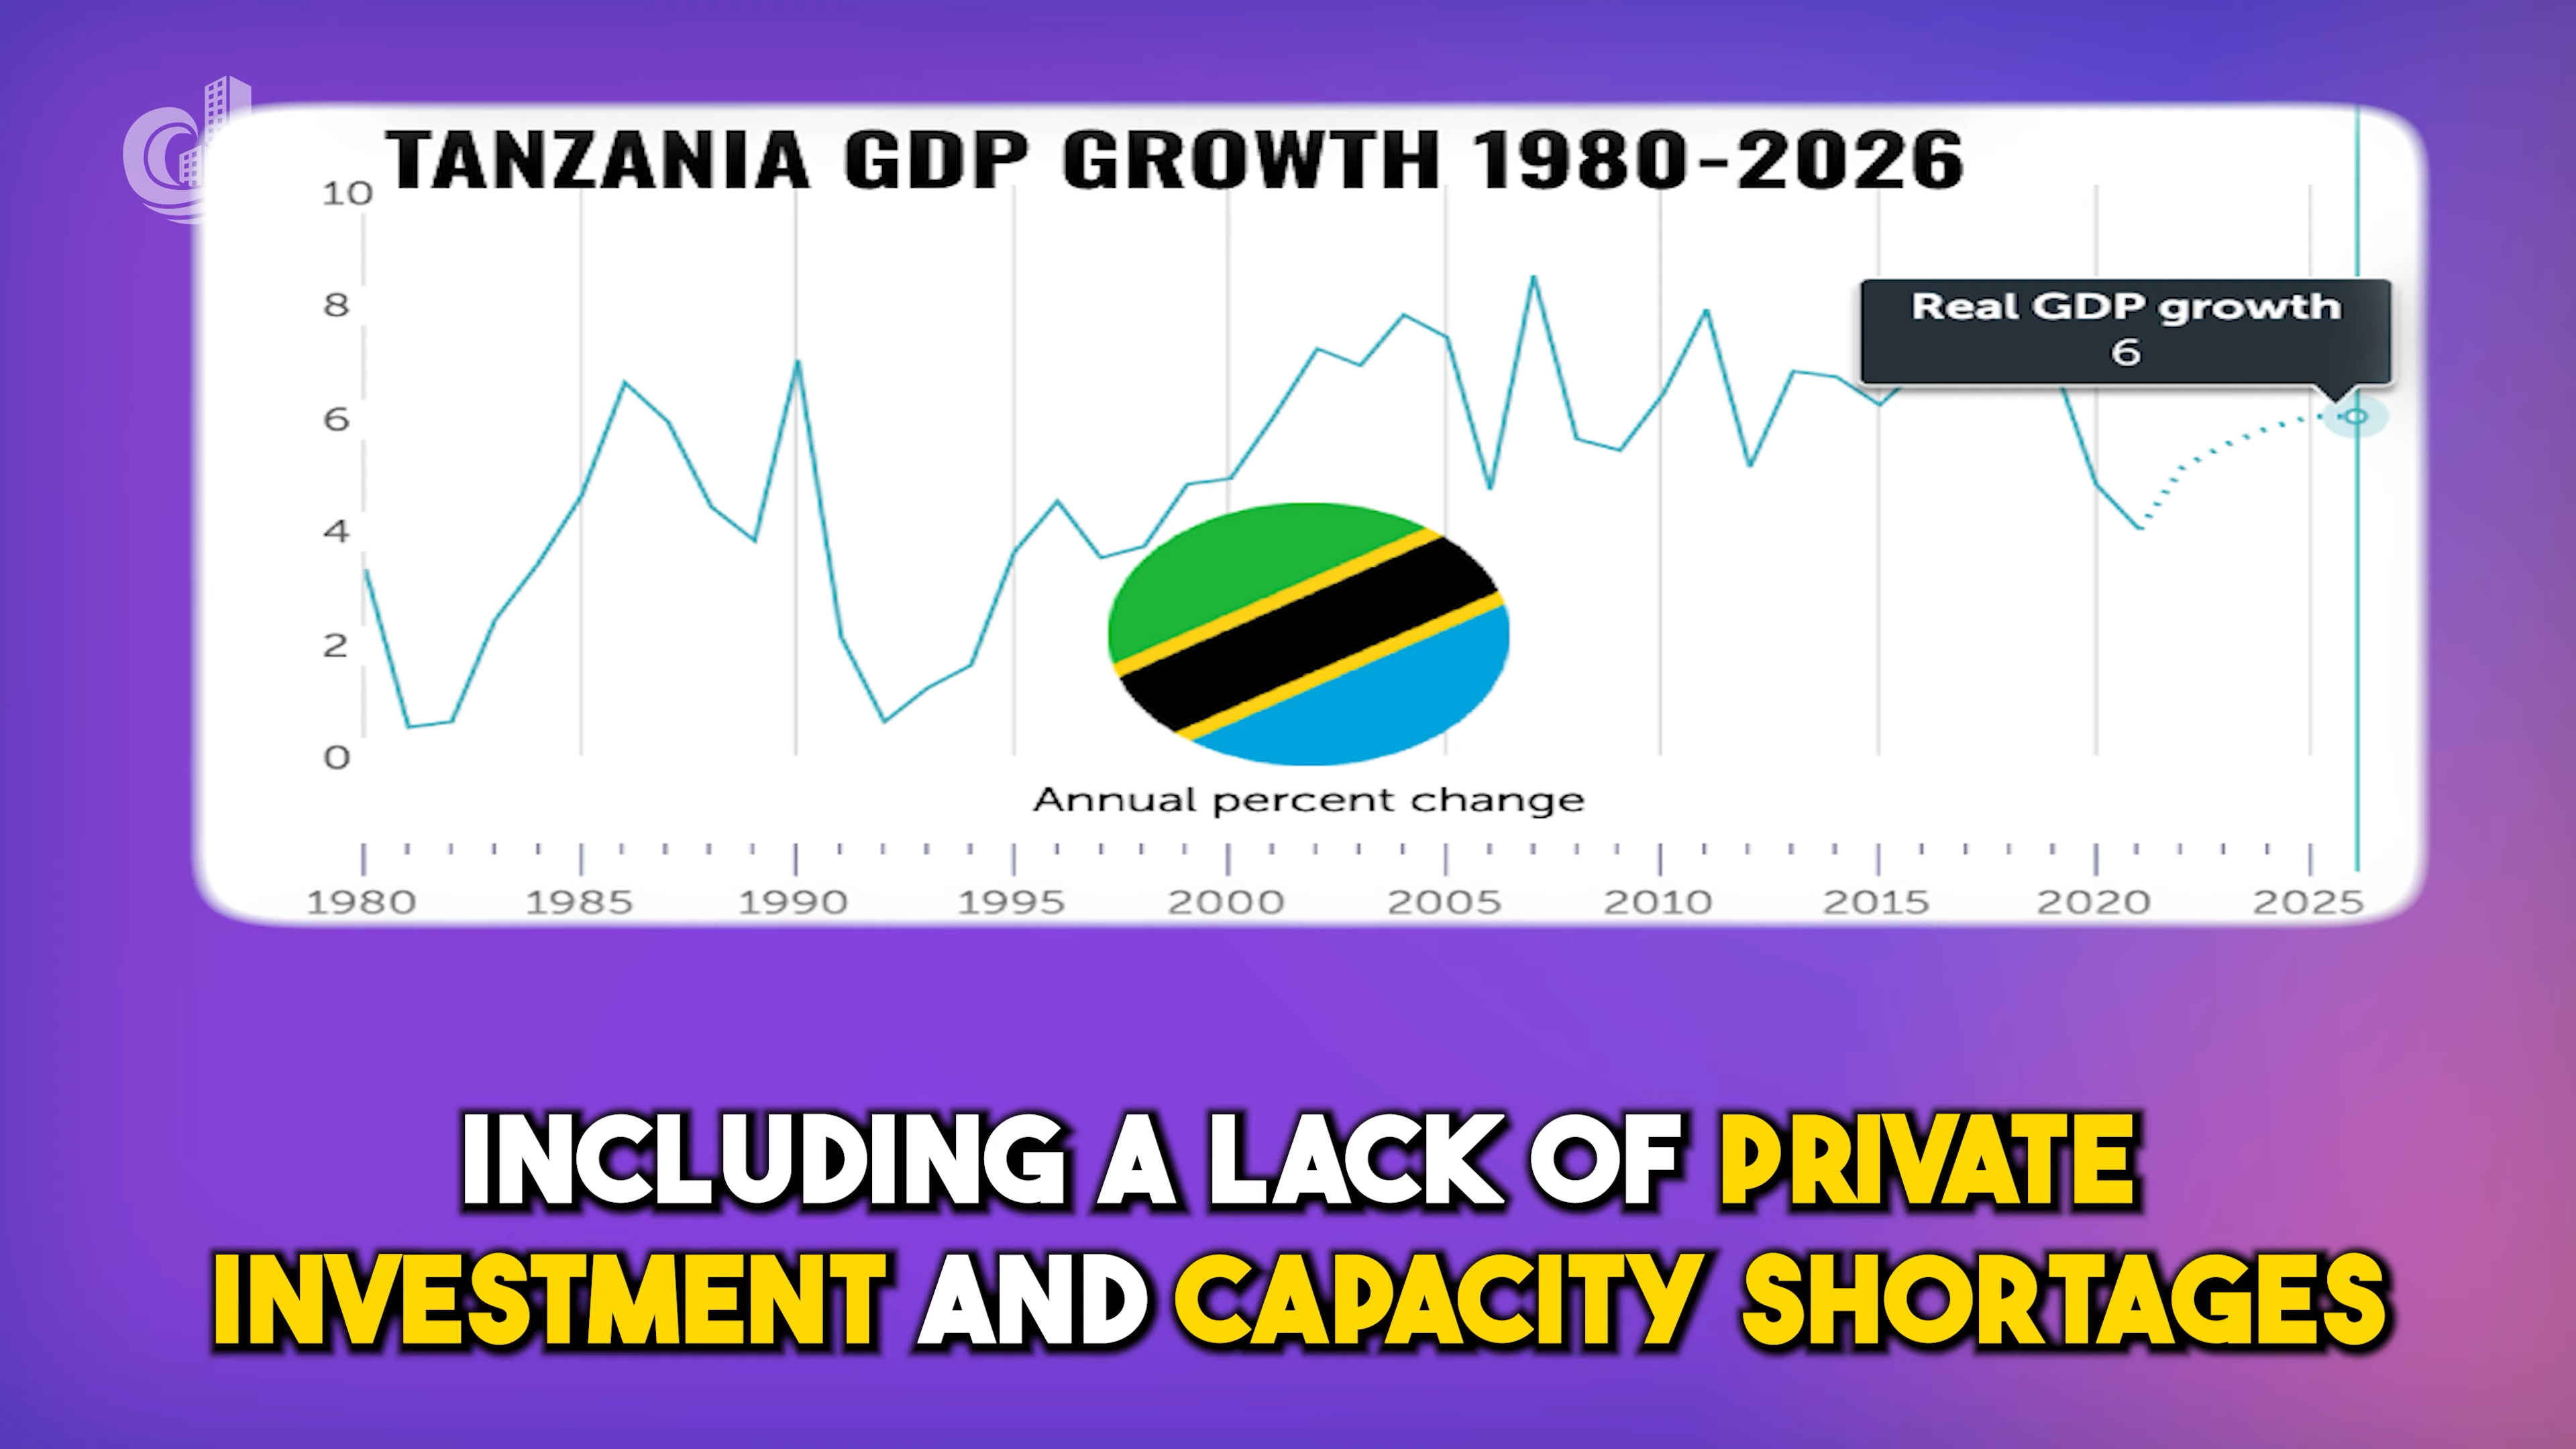 TANZANIA GDP GROWTH 1980-2026
10
8
Real GDP growth
6
6
4
2
0
Annual percent change
1980 1985 1990 1995 2000 2005 2010 2015 2020 2025
INCLUDING A LACK OF PRIVATE
INVESTMENT AND CAPACITY SHORTAGES